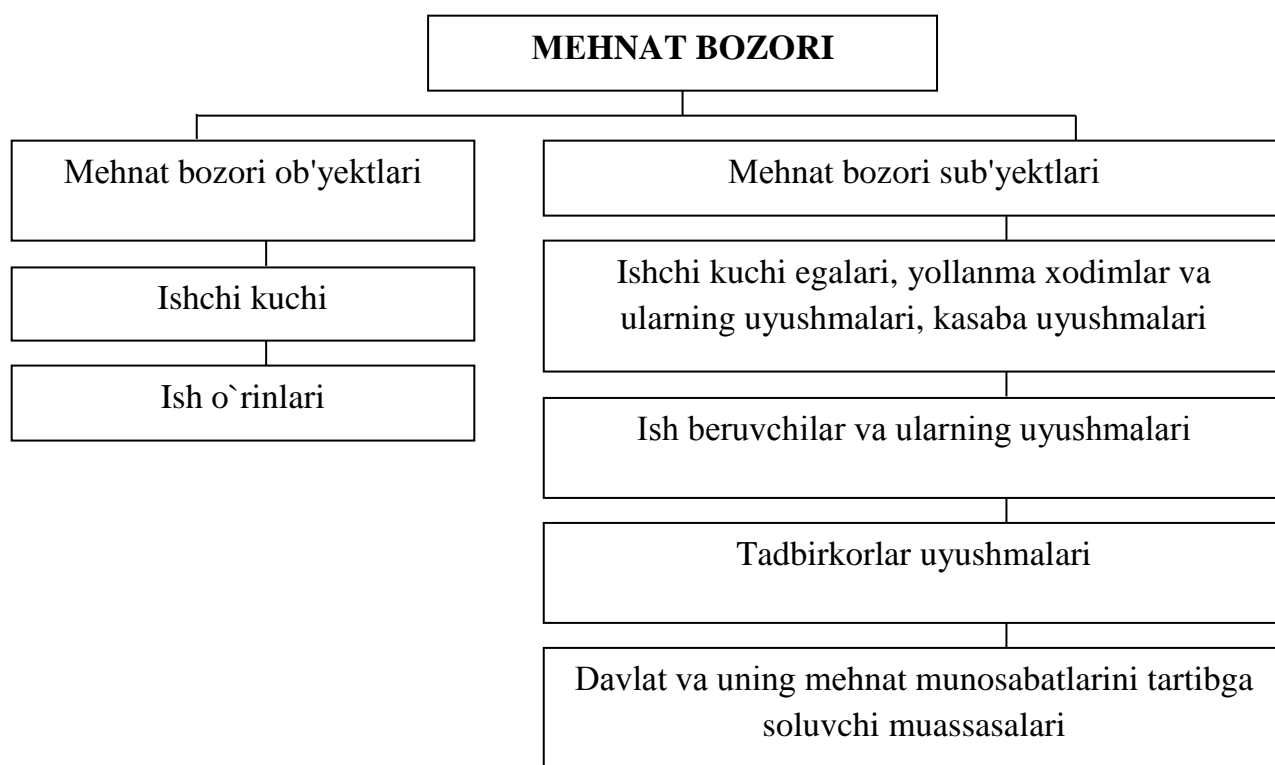 MEHNAT BOZORI
Mehnat bozori ob'yektlari
Ishchi kuchi
Ish o`rinlari
Mehnat bozori sub'yektlari
Ishchi kuchi egalari, yollanma xodimlar va
ularning uyushmalari, kasaba uyushmalari
Ish beruvchilar va ularning uyushmalari
Tadbirkorlar uyushmalari
Davlat va uning mehnat munosabatlarini tartibga
soluvchi muassasalari